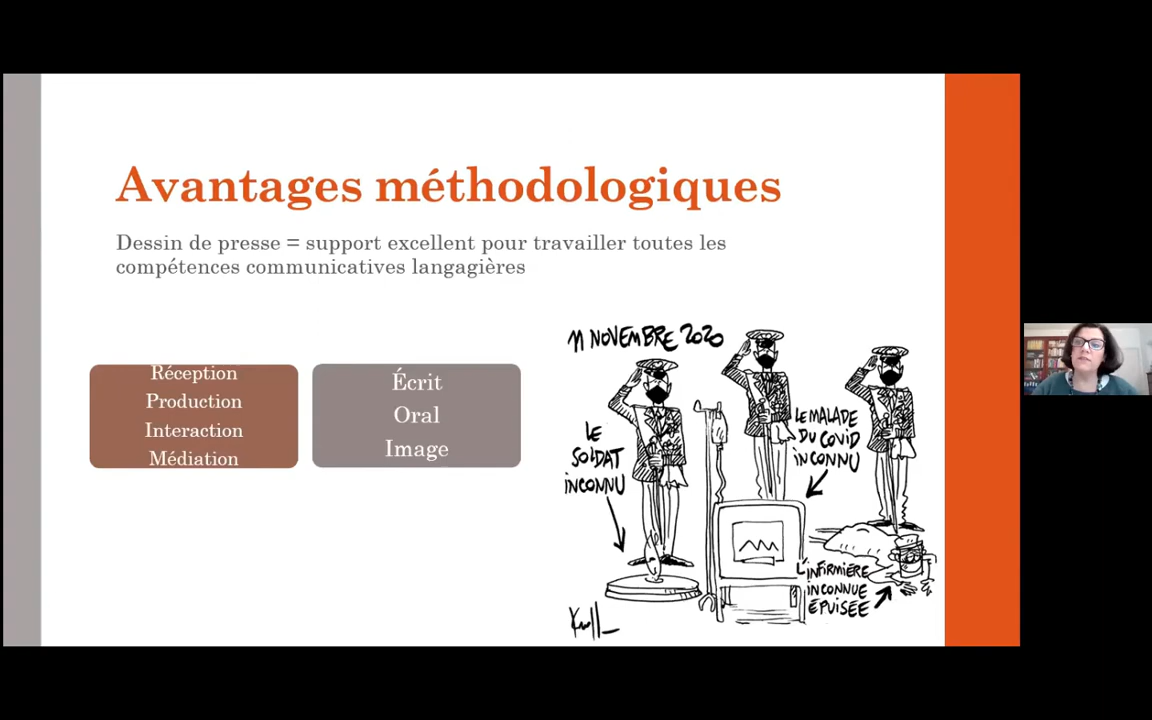 Avantages méthodologiques
Dessin de presse = support excellent pour travailler toutes les
compétences communicatives langagières
Réception
Production
Interaction
Médiation
Écrit
Oral
Image
11 NOVEMBRE 2020
LE
SOLDAT
INCONNU
LE MALADE
DU COVID
INCONNU
L'INFIRMIÈRE
INCONNUE
ÉPUISÉE
Kroll